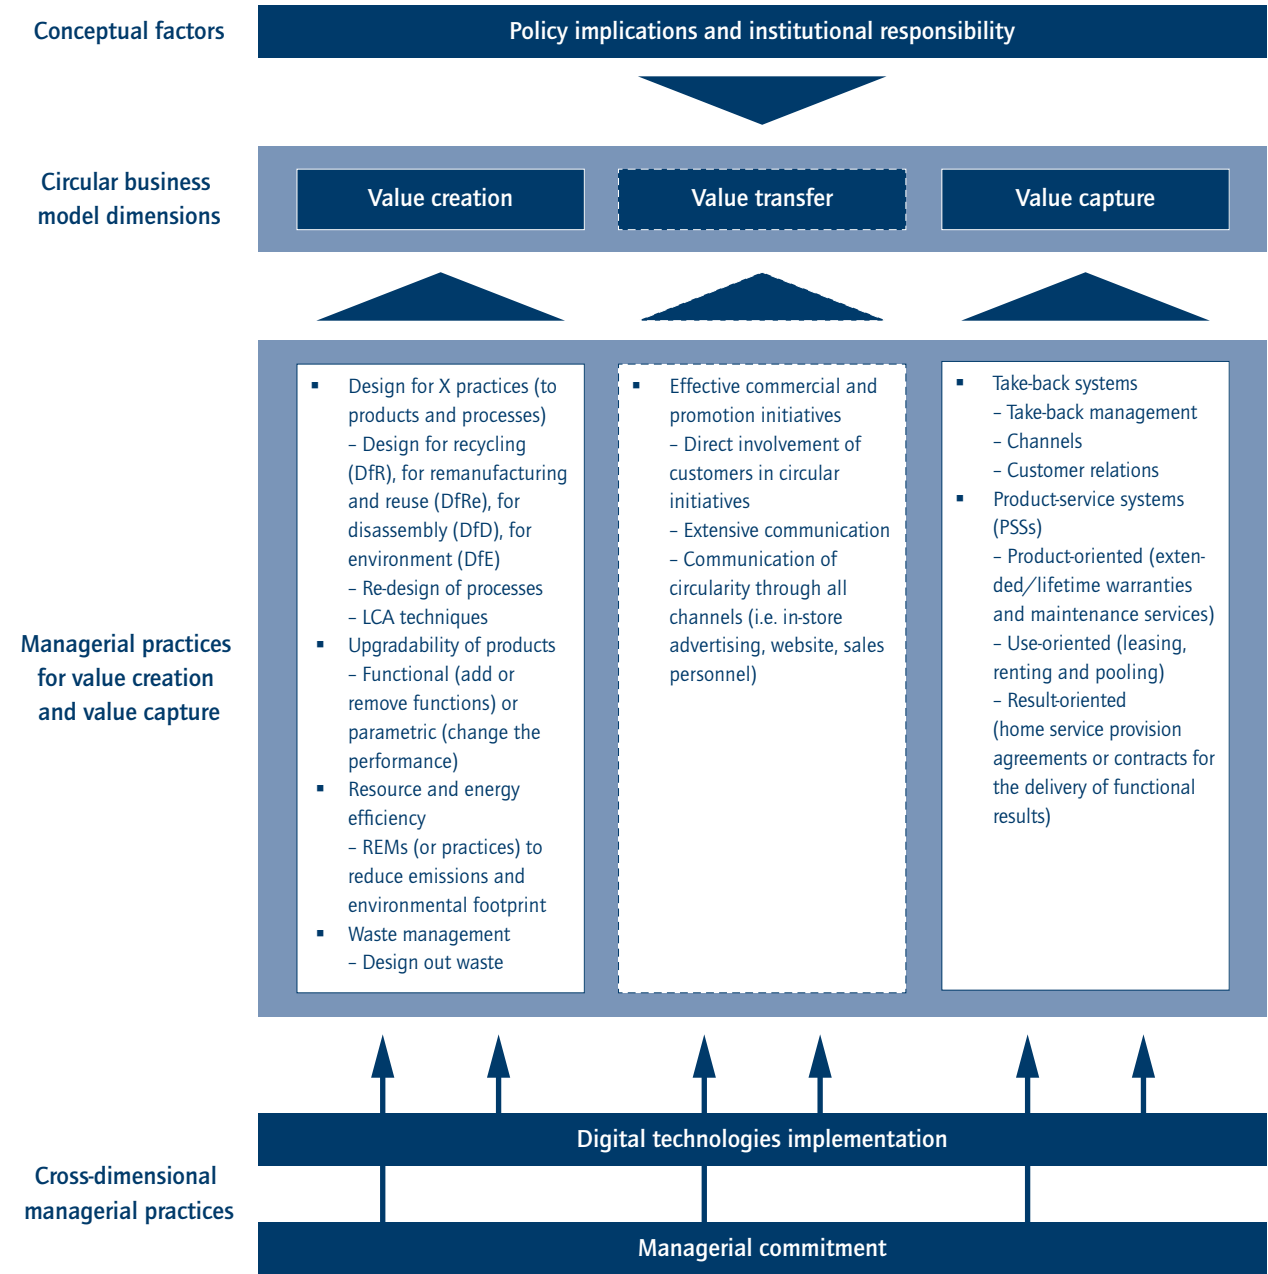 Conceptual factors
Policy implications and institutional responsibility
Circular business
model dimensions
Value creation
Value transfer
Value capture
Managerial practices
for value creation
and value capture
▪ Design for X practices (to
products and processes)
– Design for recycling
(DfR), for remanufacturing
and reuse (DfRe), for
disassembly (DfD), for
environment (DfE)
– Re-design of processes
– LCA techniques
▪ Upgradability of products
– Functional (add or
remove functions) or
parametric (change the
performance)
▪ Resource and energy
efficiency
– REMs (or practices) to
reduce emissions and
environmental footprint
▪ Waste management
– Design out waste
▪ Effective commercial and
promotion initiatives
– Direct involvement of
customers in circular
initiatives
– Extensive communication
– Communication of
circularity through all
channels (i.e. in-store
advertising, website, sales
personnel)
▪ Take-back systems
– Take-back management
– Channels
– Customer relations
▪ Product-service systems
(PSSs)
– Product-oriented (exten-
ded/lifetime warranties
and maintenance services)
– Use-oriented (leasing,
renting and pooling)
– Result-oriented
(home service provision
agreements or contracts for
the delivery of functional
results)
Cross-dimensional
managerial practices
Digital technologies implementation
Managerial commitment